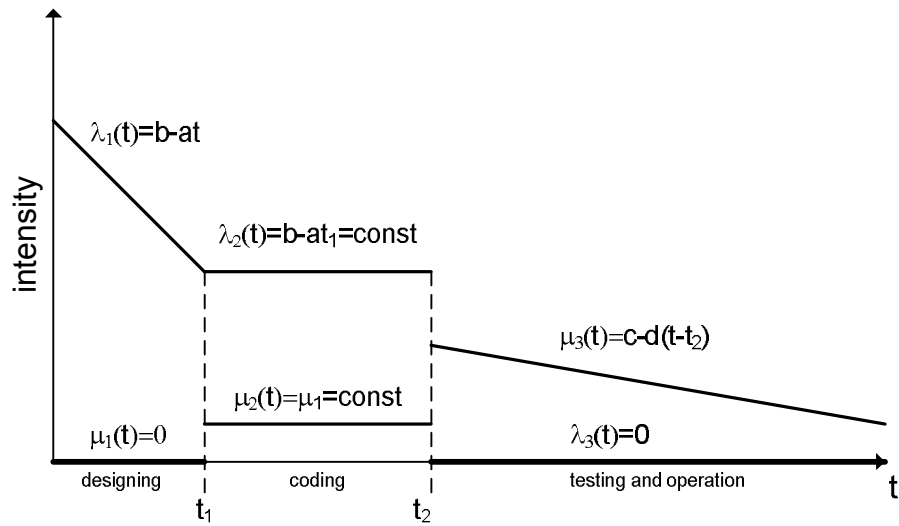 intensity
λ₁(t)=b-at
λ₂(t)=b-at₁=const
μ₃(t)=c-d(t-t₂)
μ₂(t)=μ₁=const
μ₁(t)=0
λ₃(t)=0
designing
coding
testing and operation
t
t₁
t₂